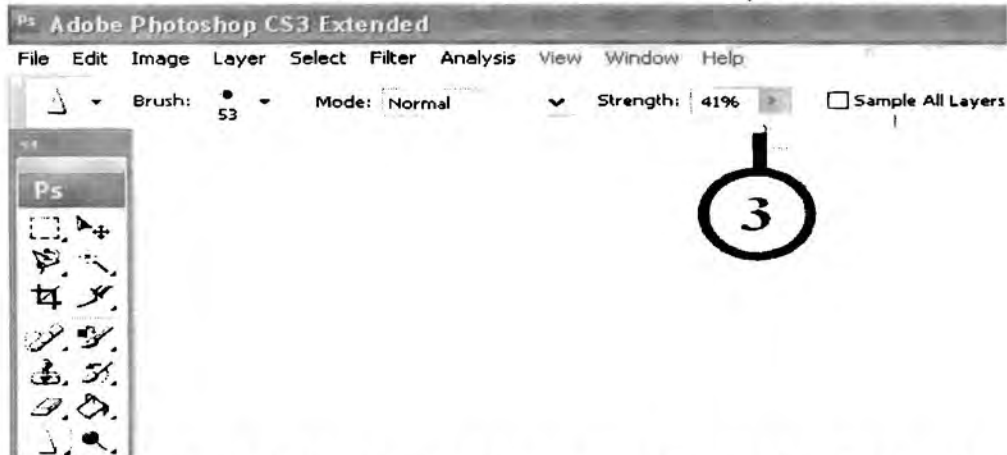 Ps Adobe Photoshop CS3 Extended
File Edit Image Layer Select Filter Analysis View Window Help
Brush: 53 Mode: Normal Strength: 41% Sample All Layers
Ps
3